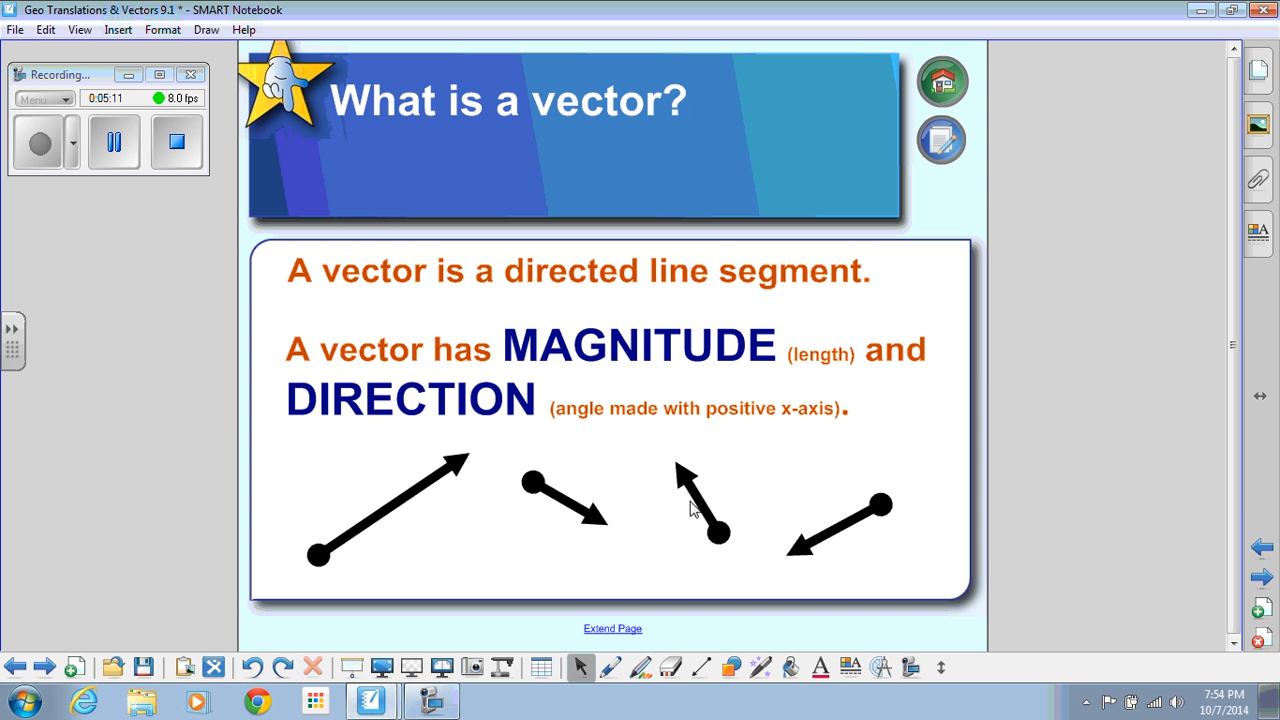 Geo Translations & Vectors 9.1 * - SMART Notebook
File Edit View Insert Format Draw Help
Recording...
Menu 0:05:11 8.0 fps
What is a vector?
A vector is a directed line segment.
A vector has MAGNITUDE (length) and
DIRECTION (angle made with positive x-axis).
Extend Page
7:54 PM
10/7/2014